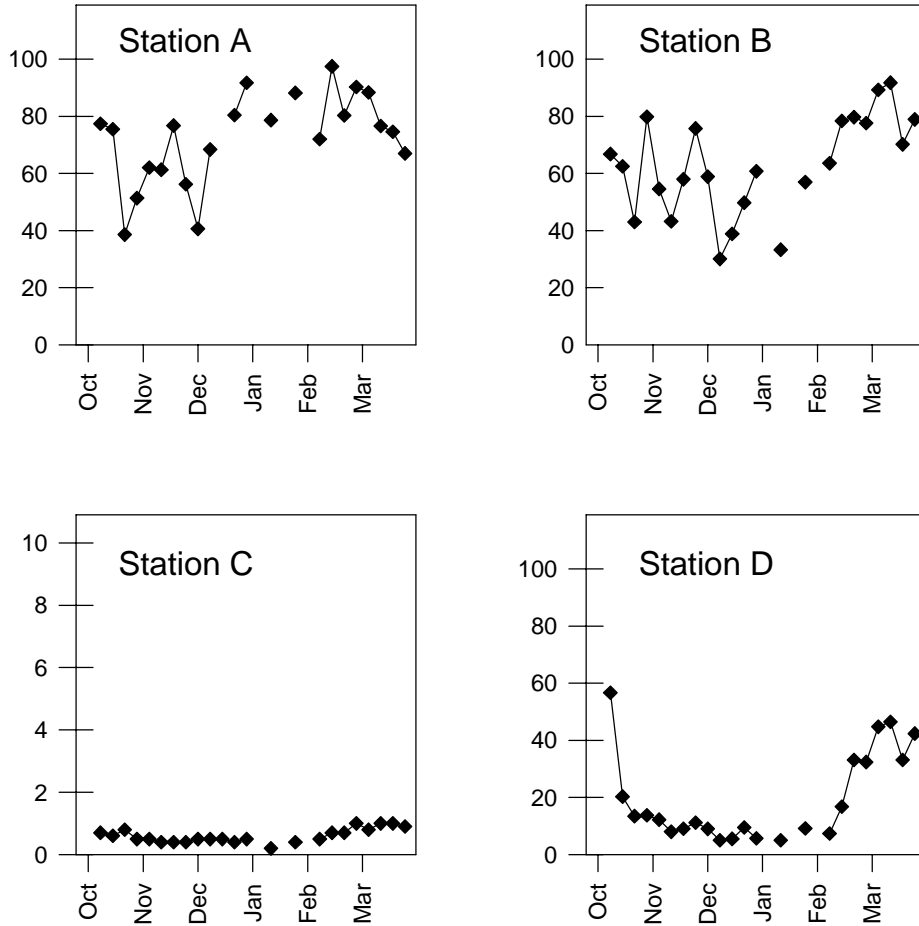 Station A
100
80
60
40
20
0
Oct
Nov
Dec
Jan
Feb
Mar
Station B
100
80
60
40
20
0
Oct
Nov
Dec
Jan
Feb
Mar
Station C
10
8
6
4
2
0
Oct
Nov
Dec
Jan
Feb
Mar
Station D
100
80
60
40
20
0
Oct
Nov
Dec
Jan
Feb
Mar